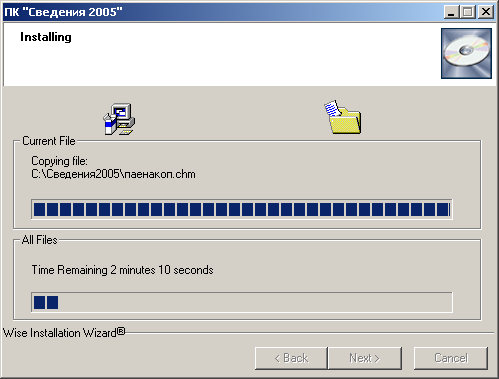 ПК "Сведения 2005"
Installing
Current File
Copying file:
C:\Сведения2005\паенакоп.chm
All Files
Time Remaining 2 minutes 10 seconds
Wise Installation Wizard®
< Back
Next >
Cancel